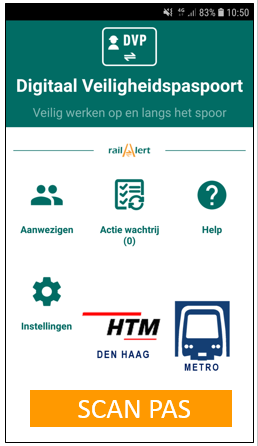 4G 83% 10:50
DVP
Digitaal Veiligheidspaspoort
Veilig werken op en langs het spoor
railAlert
Aanwezigen
Actie wachtrij
(0)
Help
Instellingen
HTM
DEN HAAG
METRO
SCAN PAS